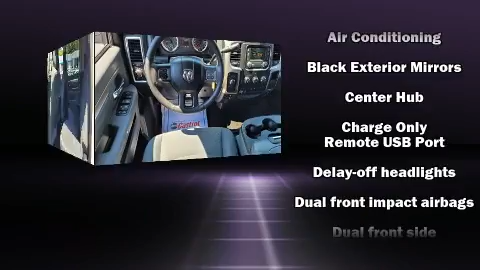 Air Conditioning
Black Exterior Mirrors
Center Hub
Charge Only
Remote USB Port
Delay-off headlights
Dual front impact airbags
Dual front side